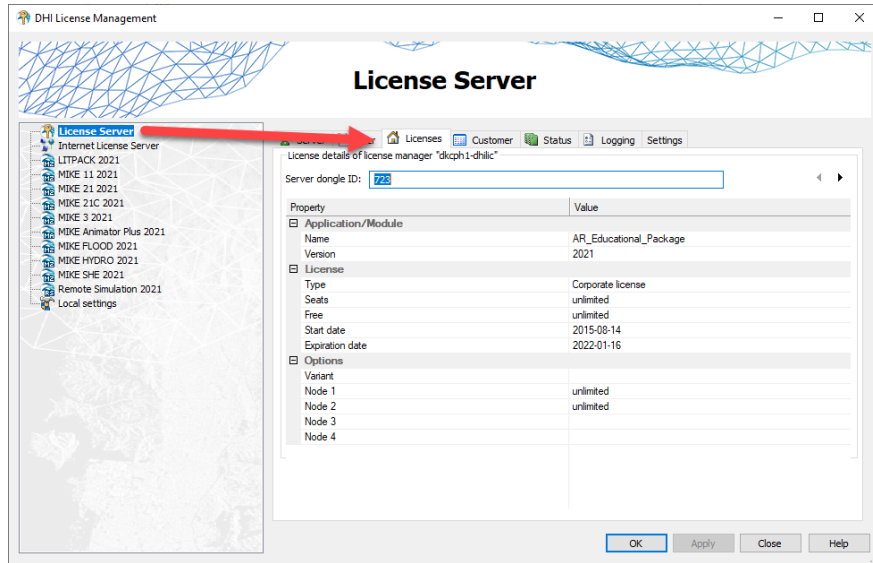 DHI License Management
License Server
License Server
Internet License Server
LITPACK 2021
MIKE 11 2021
MIKE 21 2021
MIKE 21C 2021
MIKE 3 2021
MIKE Animator Plus 2021
MIKE FLOOD 2021
MIKE HYDRO 2021
MIKE SHE 2021
Remote Simulation 2021
Local settings
Licenses Customer Status Logging Settings
License details of license manager "dkcph1-dhilic"
Server dongle ID: 723
Property Value
Application/Module
Name AR_Educational_Package
Version 2021
License
Type Corporate license
Seats unlimited
Free unlimited
Start date 2015-08-14
Expiration date 2022-01-16
Options
Variant
Node 1 unlimited
Node 2 unlimited
Node 3
Node 4
OK Apply Close Help